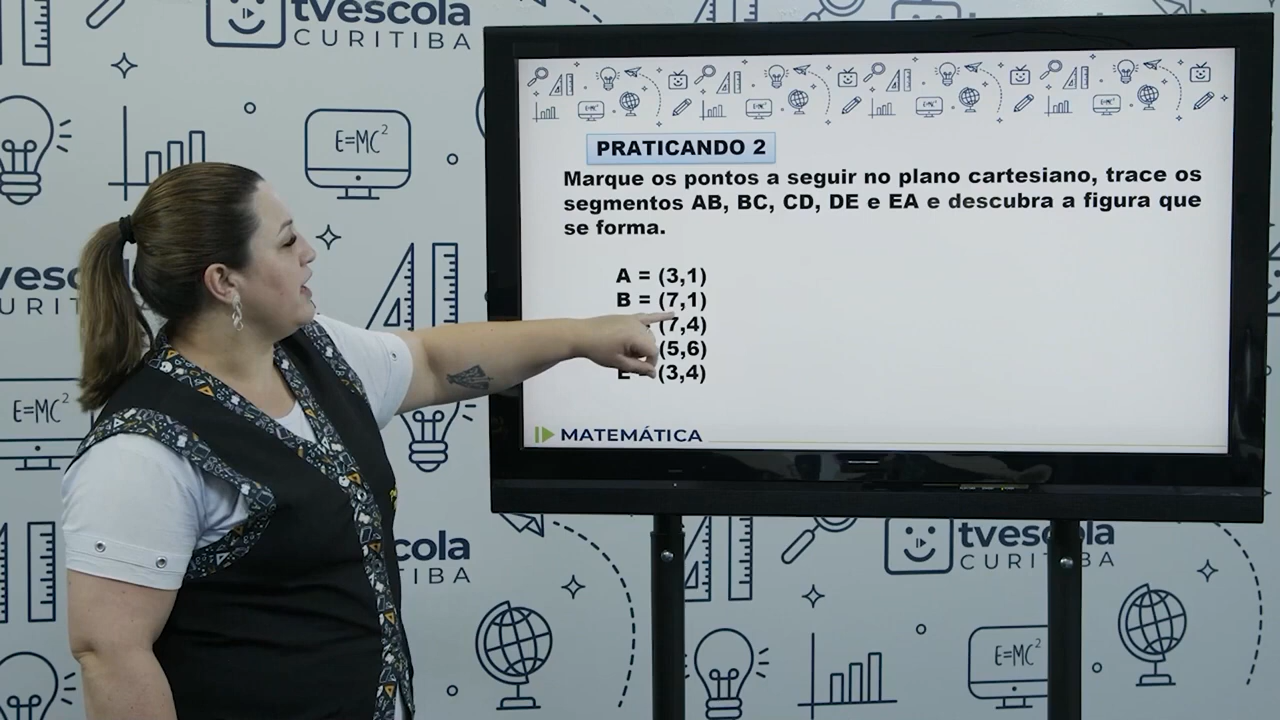 tvescola
CURITIBA
E=MC²
PRATICANDO 2
Marque os pontos a seguir no plano cartesiano, trace os
segmentos AB, BC, CD, DE e EA e descubra a figura que
se forma.
A = (3,1)
B = (7,1)
(7,4)
(5,6)
E = (3,4)
MATEMÁTICA
E=MC²
tvescola
CURITIBA
E=MC²